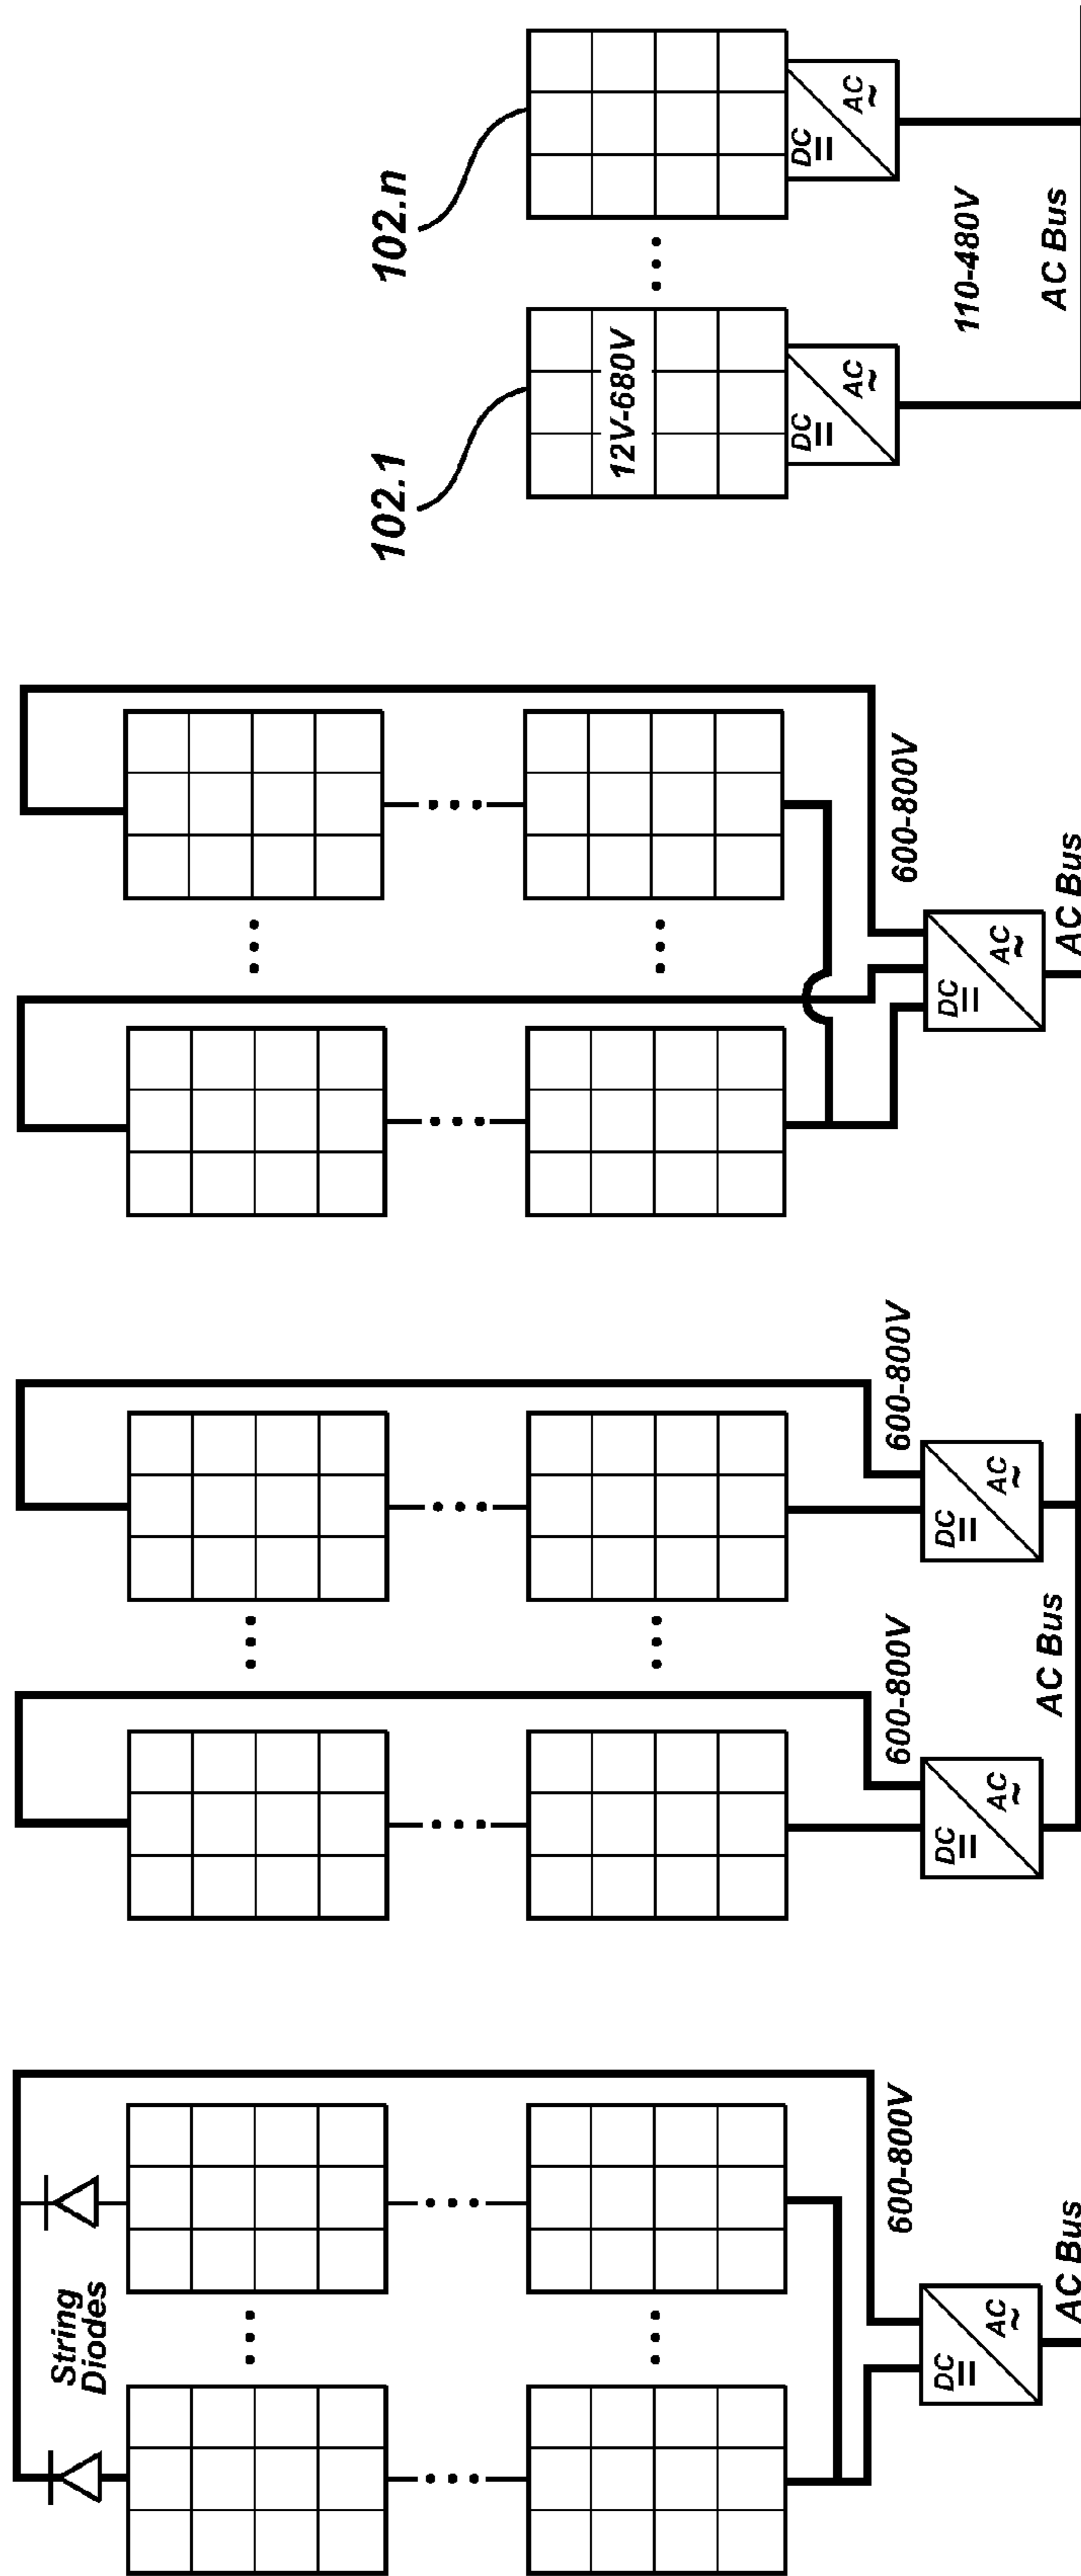 String
Diodes
600-800V
DC
AC
AC Bus
600-800V
600-800V
DC
AC
DC
AC
AC Bus
600-800V
DC
AC
AC Bus
102.1
102.n
12V-680V
DC
AC
DC
AC
110-480V
AC Bus